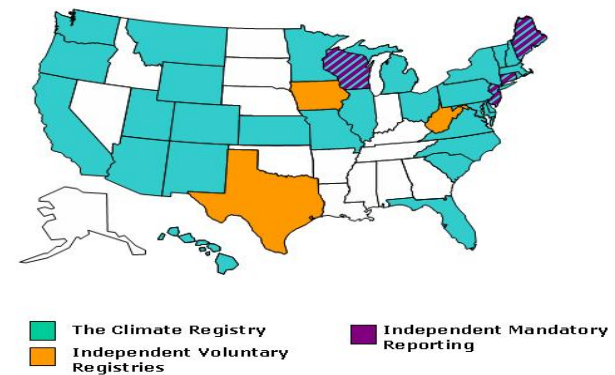 The Climate Registry
Independent Voluntary
Registries
Independent Mandatory
Reporting